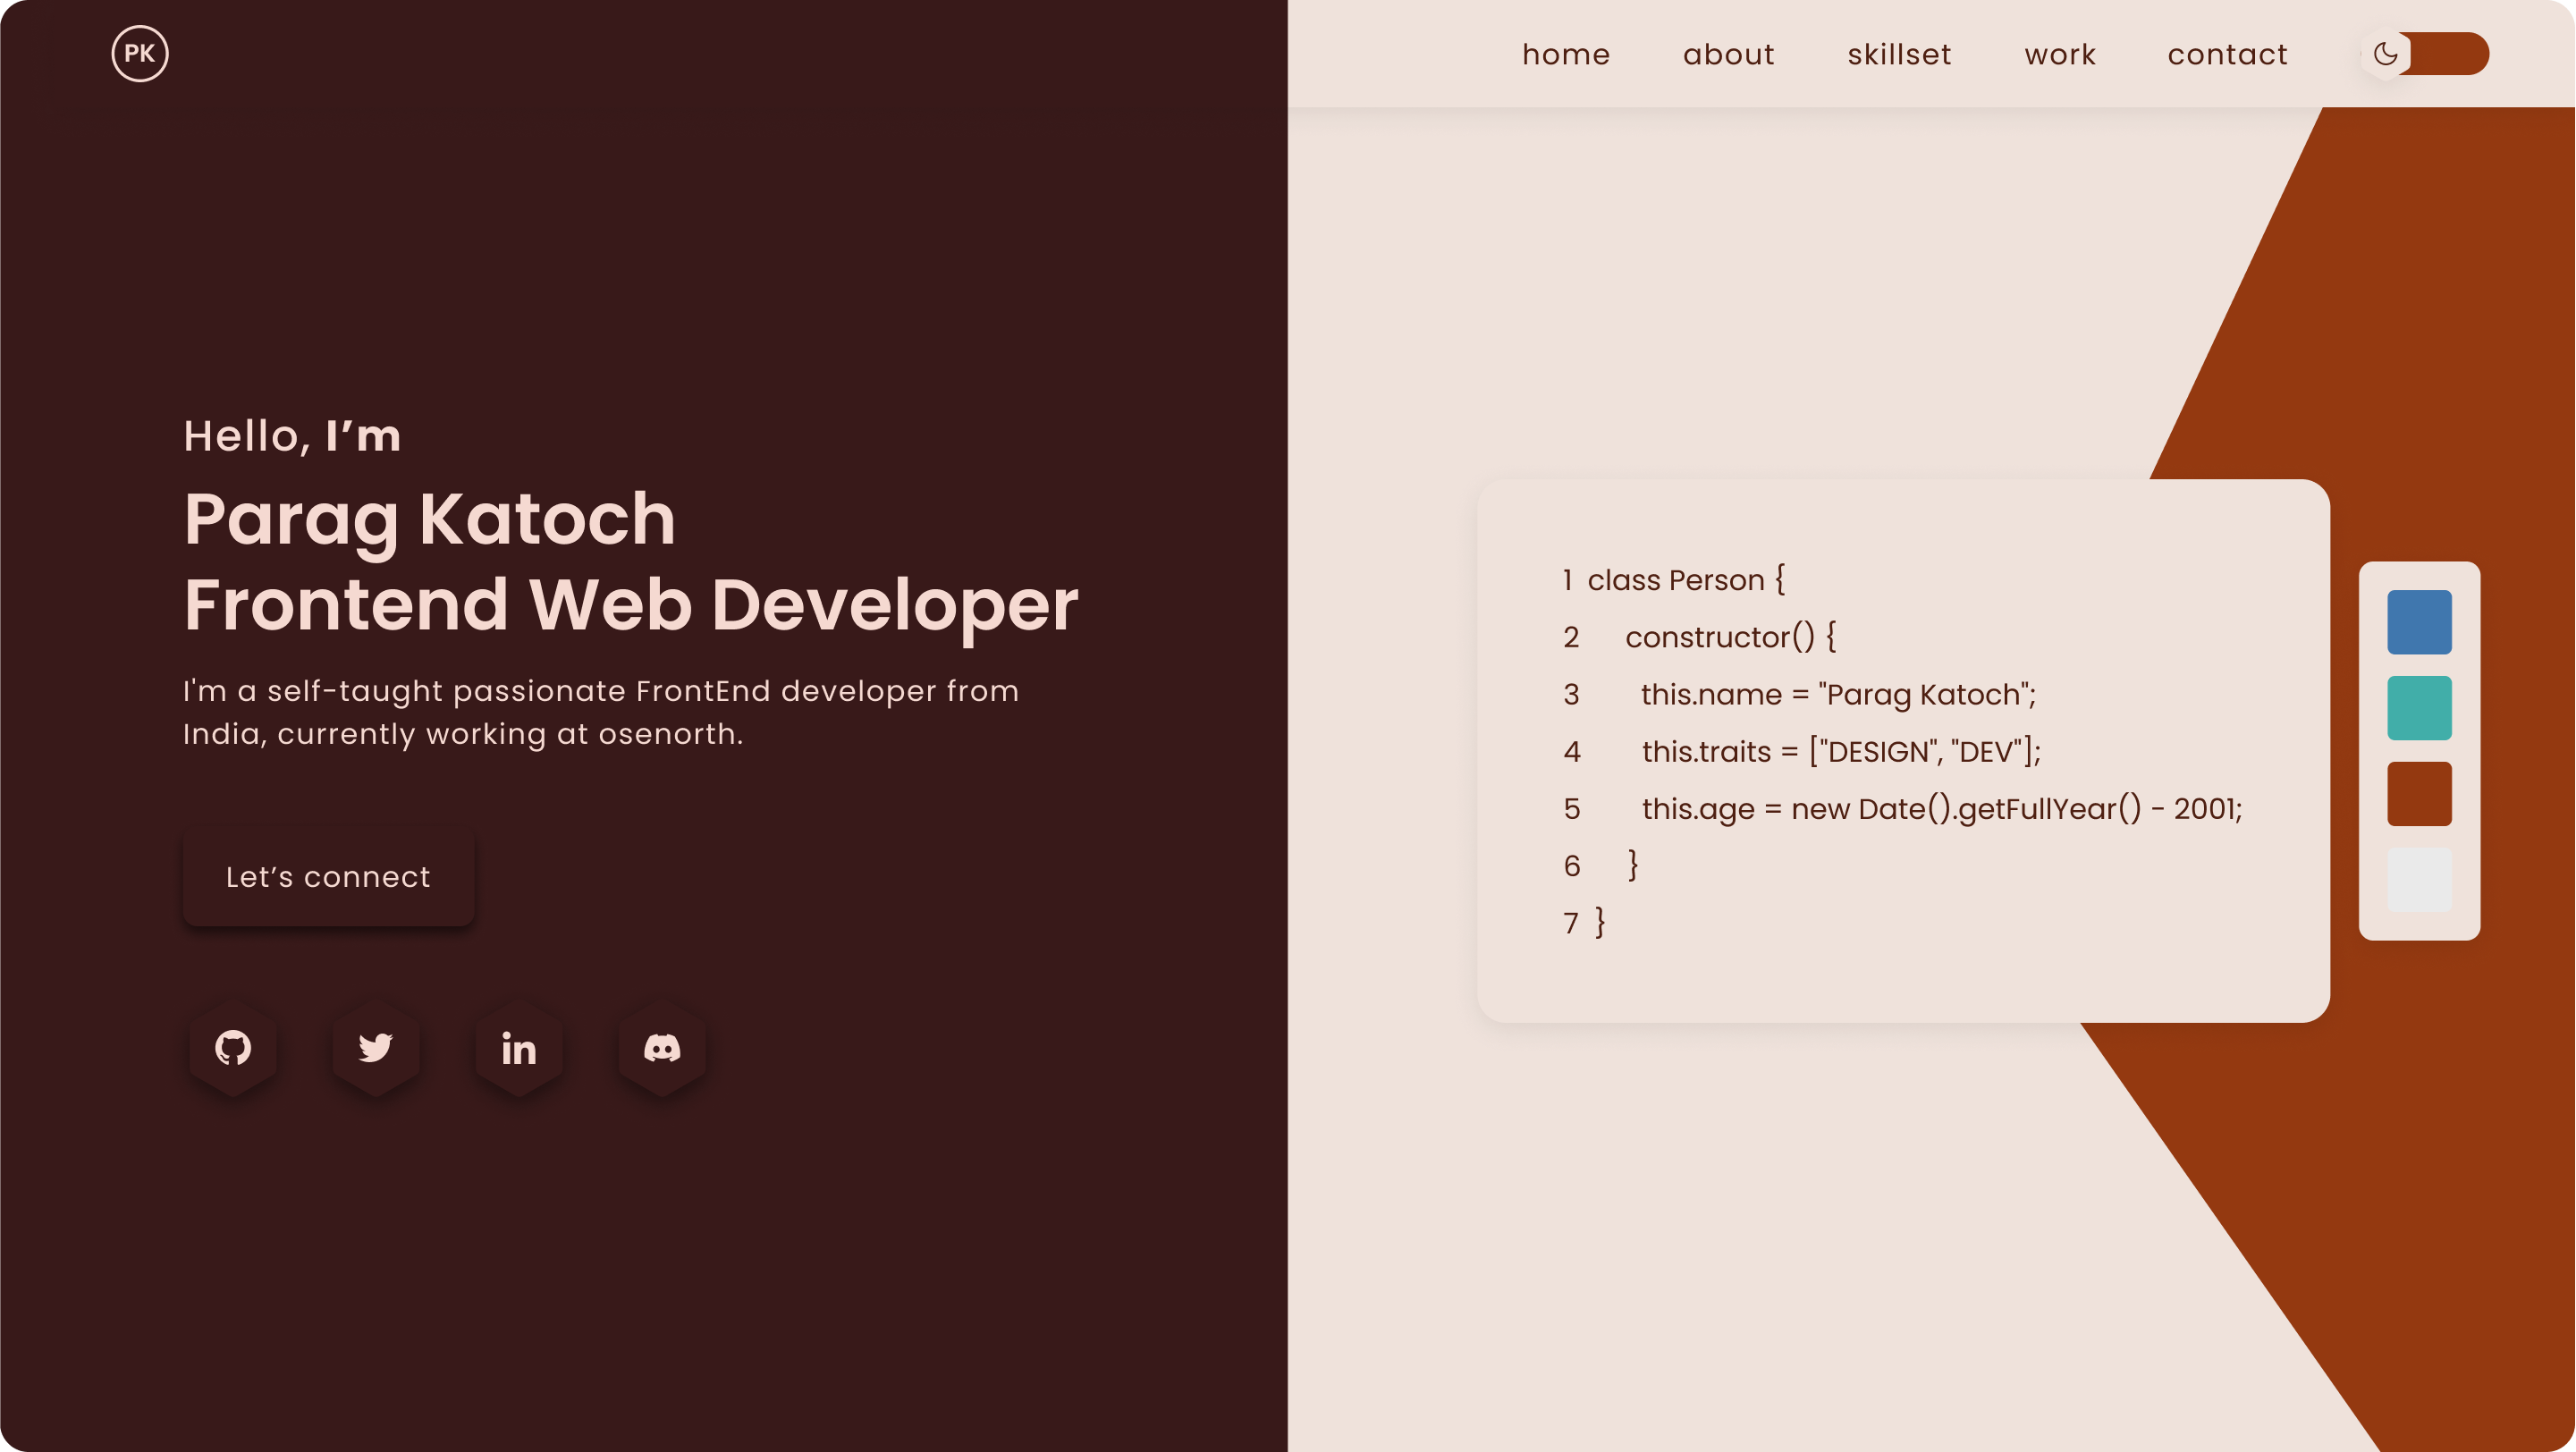 PK
home about skillset work contact
Hello, I’m
Parag Katoch
Frontend Web Developer
I'm a self-taught passionate FrontEnd developer from
India, currently working at osenorth.
Let’s connect
in
1 class Person {
2 constructor() {
3 this.name = "Parag Katoch";
4 this.traits = ["DESIGN", "DEV"];
5 this.age = new Date().getFullYear() - 2001;
6 }
7 }